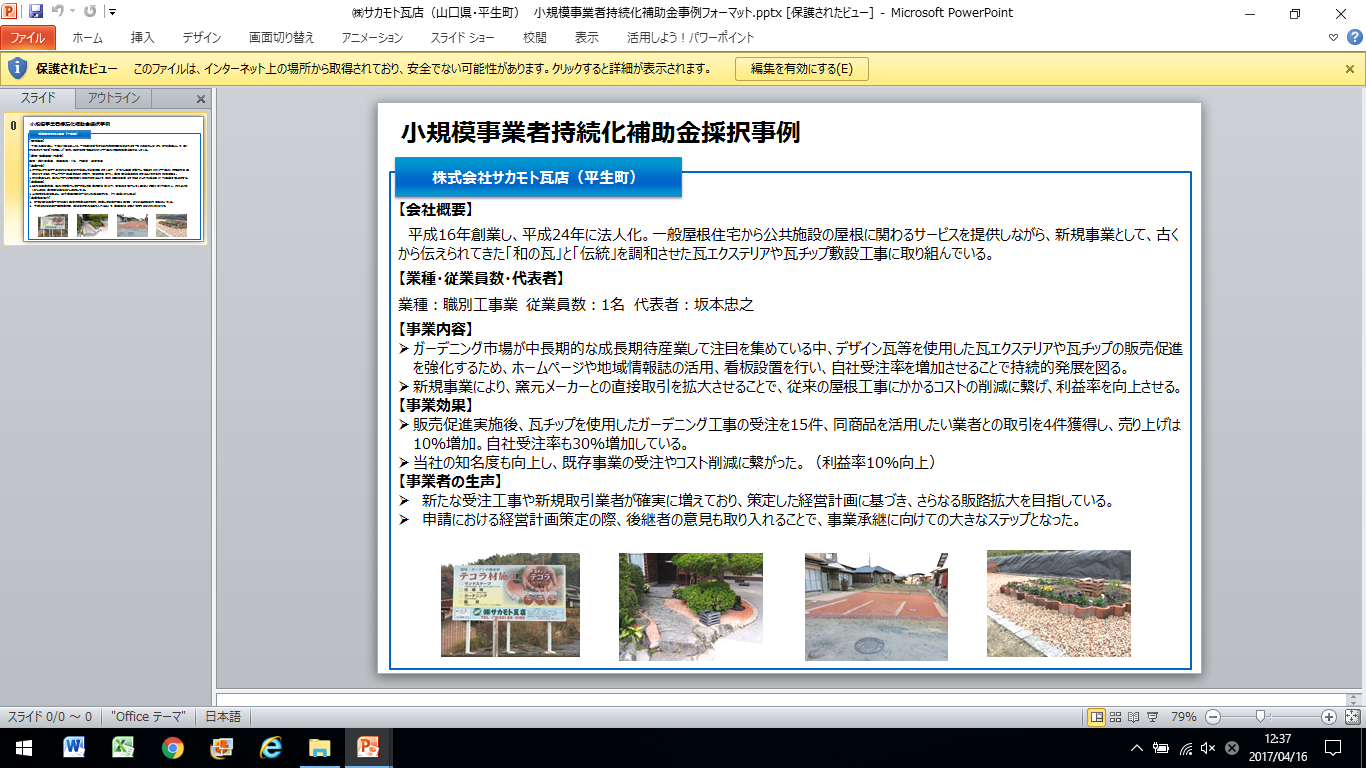 ㈱サカモト瓦店（山口県・平生町）　小規模事業者持続化補助金事例フォーマット.pptx [保護されたビュー] - Microsoft PowerPoint
ファイル ホーム 挿入 デザイン 画面切り替え アニメーション スライド ショー 校閲 表示 活用しよう！パワーポイント
保護されたビュー このファイルは、インターネット上の場所から取得されており、安全でない可能性があります。クリックすると詳細が表示されます。 編集を有効にする(E)
スライド アウトライン
0
小規模事業者持続化補助金採択事例
株式会社サカモト瓦店（平生町）
【会社概要】
平成16年創業し、平成24年に法人化。一般屋根住宅から公共施設の屋根に関わるサービスを提供しながら、新規事業として、古く
から伝えられてきた「和の瓦」と「伝統」を調和させた瓦エクステリアや瓦チップ敷設工事に取り組んでいる。
【業種・従業員数・代表者】
業種：職別工事業 従業員数：1名 代表者：坂本忠之
【事業内容】
➢ ガーデニング市場が中長期的な成長期待産業して注目を集めている中、デザイン瓦等を使用した瓦エクステリアや瓦チップの販売促進
を強化するため、ホームページや地域情報誌の活用、看板設置を行い、自社受注率を増加させることで持続的発展を図る。
➢ 新規事業により、窯元メーカーとの直接取引を拡大させることで、従来の屋根工事にかかるコストの削減に繋げ、利益率を向上させる。
【事業効果】
➢ 販売促進実施後、瓦チップを使用したガーデニング工事の受注を15件、同商品を活用したい業者との取引を4件獲得し、売り上げは
10%増加。自社受注率も30%増加している。
➢ 当社の知名度も向上し、既存事業の受注やコスト削減に繋がった。（利益率10%向上）
【事業者の生声】
➢ 新たな受注工事や新規取引業者が確実に増えており、策定した経営計画に基づき、さらなる販路拡大を目指している。
➢ 申請における経営計画策定の際、後継者の意見も取り入れることで、事業承継に向けての大きなステップとなった。
テコラ材施
テコラ
㈱サカモト瓦店
スライド 0/0 ～ 0 "Office テーマ" 日本語 79%
12:37
2017/04/16